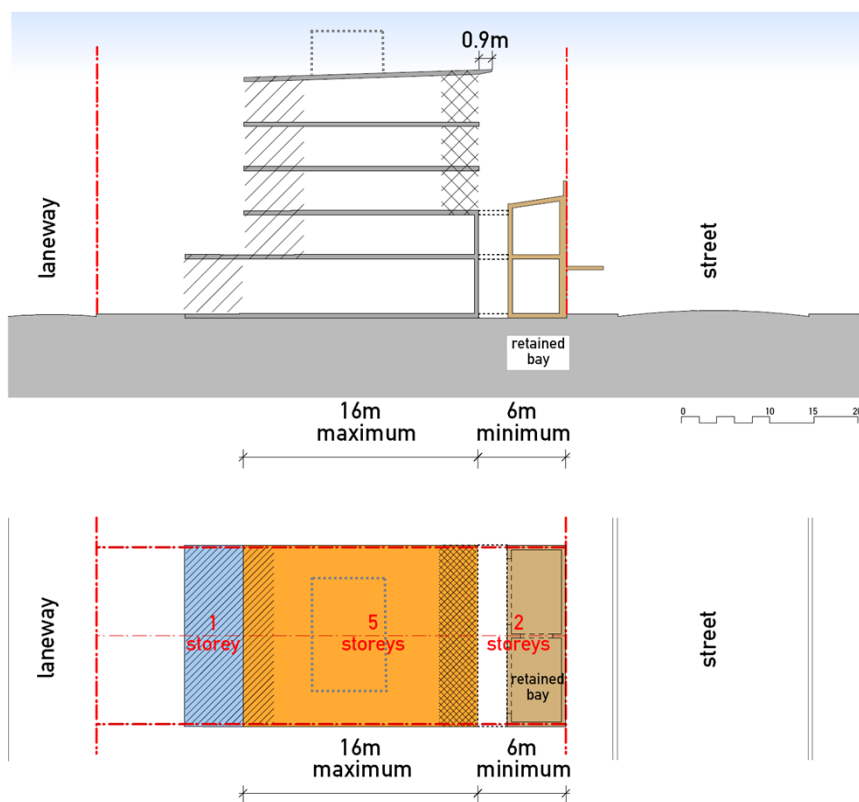 0.9m
laneway
street
retained
bay
16m
maximum
6m
minimum
0 10 15 20
laneway
1
storey
5
storeys
2
storeys
retained
bay
street
16m
maximum
6m
minimum